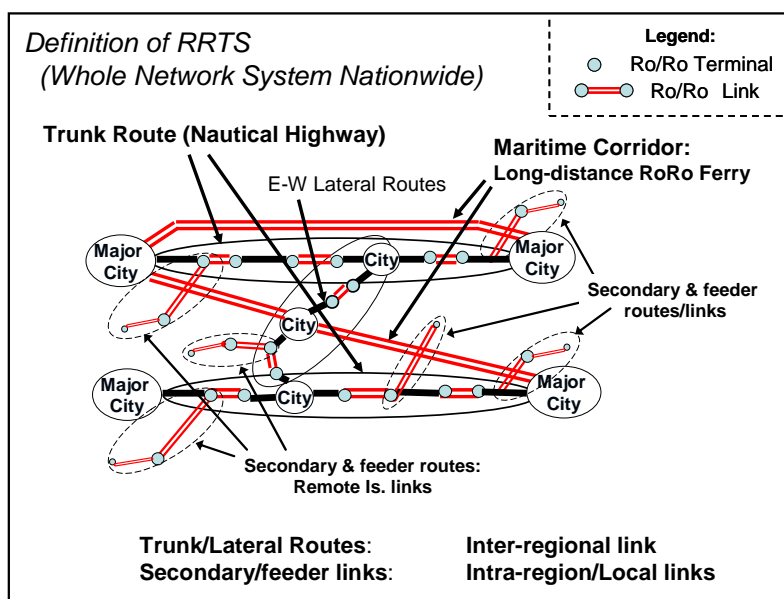 Definition of RRTS
(Whole Network System Nationwide)
Legend:
Ro/Ro Terminal
Ro/Ro Link
Trunk Route (Nautical Highway)
Maritime Corridor:
Long-distance RoRo Ferry
E-W Lateral Routes
Major
City
City
Major
City
Secondary & feeder
routes/links
City
Major
City
City
Major
City
Secondary & feeder routes:
Remote Is. links
Trunk/Lateral Routes: Inter-regional link
Secondary/feeder links: Intra-region/Local links